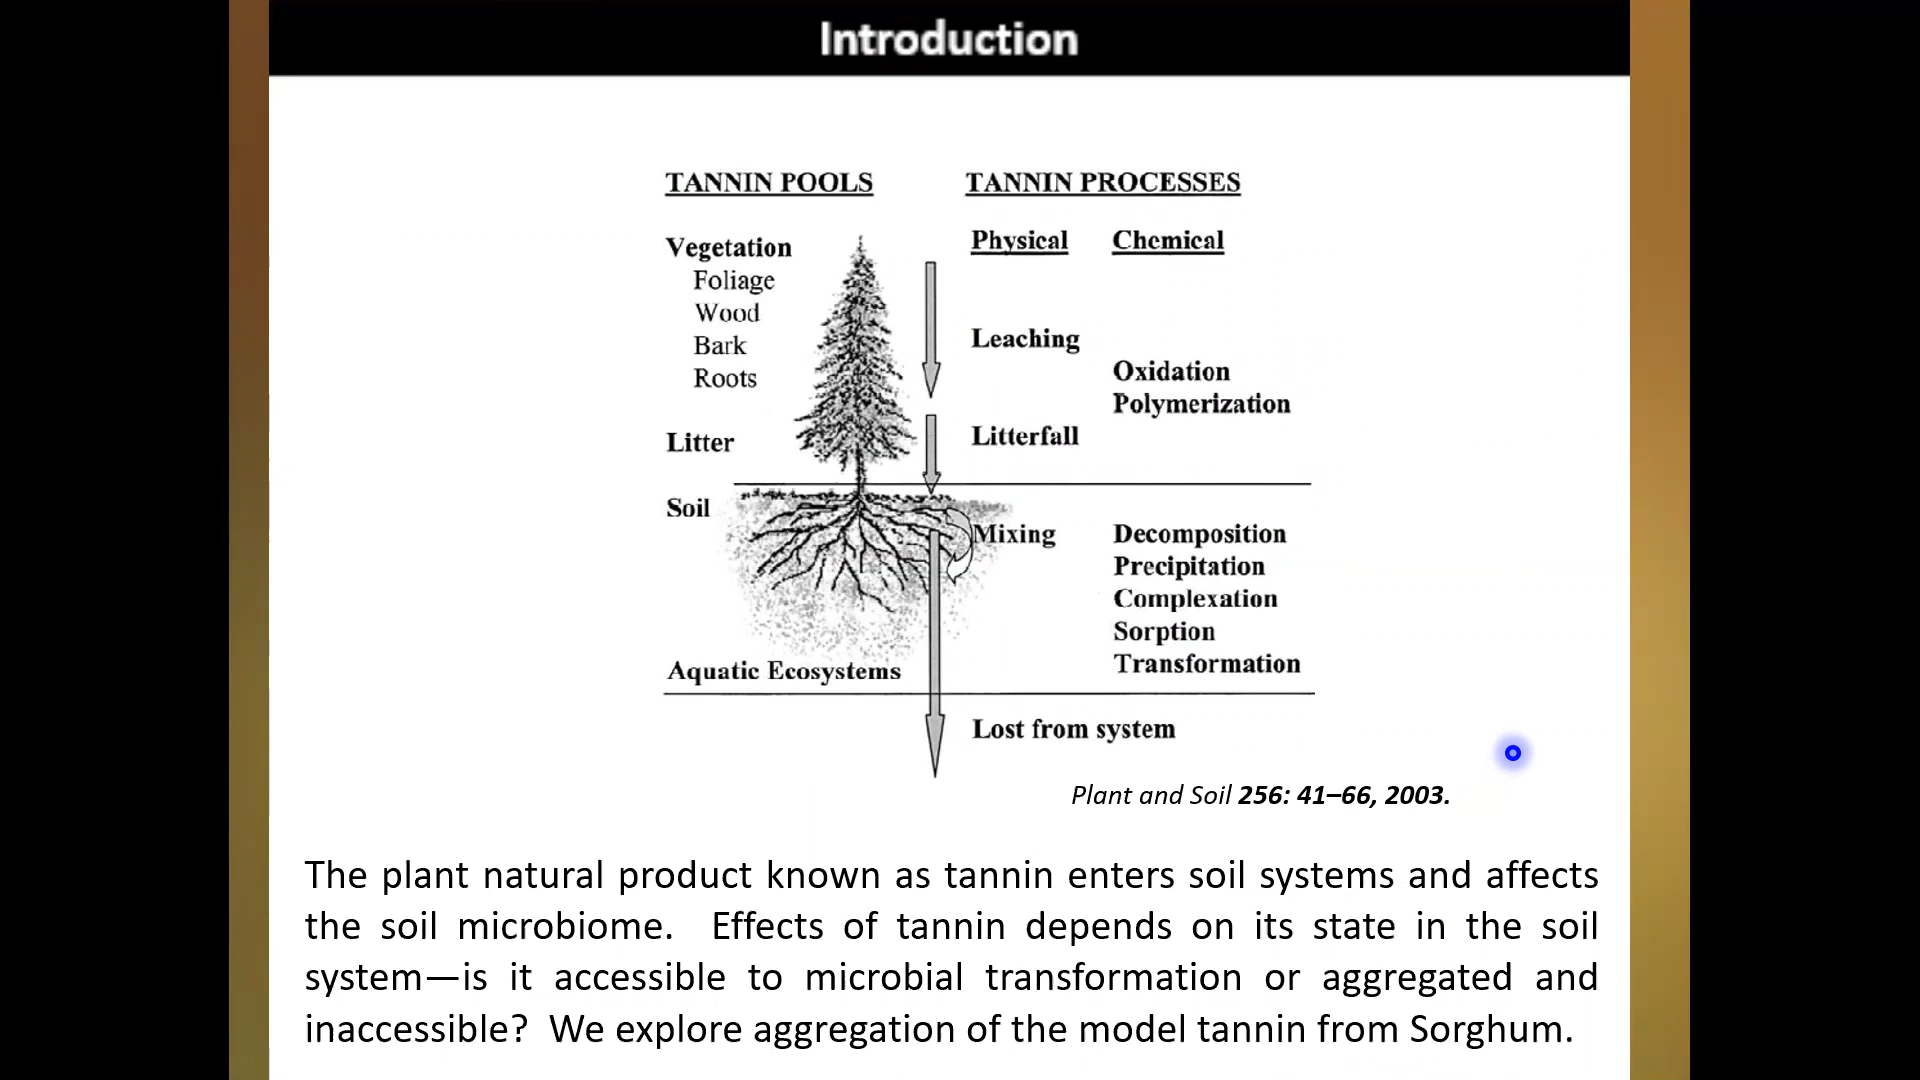 Introduction
TANNIN POOLS
TANNIN PROCESSES
Physical
Chemical
Vegetation
Foliage
Wood
Bark
Roots
Leaching
Oxidation
Polymerization
Litter
Litterfall
Soil
Mixing
Decomposition
Precipitation
Complexation
Sorption
Transformation
Aquatic Ecosystems
Lost from system
Plant and Soil 256: 41–66, 2003.
The plant natural product known as tannin enters soil systems and affects
the soil microbiome. Effects of tannin depends on its state in the soil
system—is it accessible to microbial transformation or aggregated and
inaccessible? We explore aggregation of the model tannin from Sorghum.